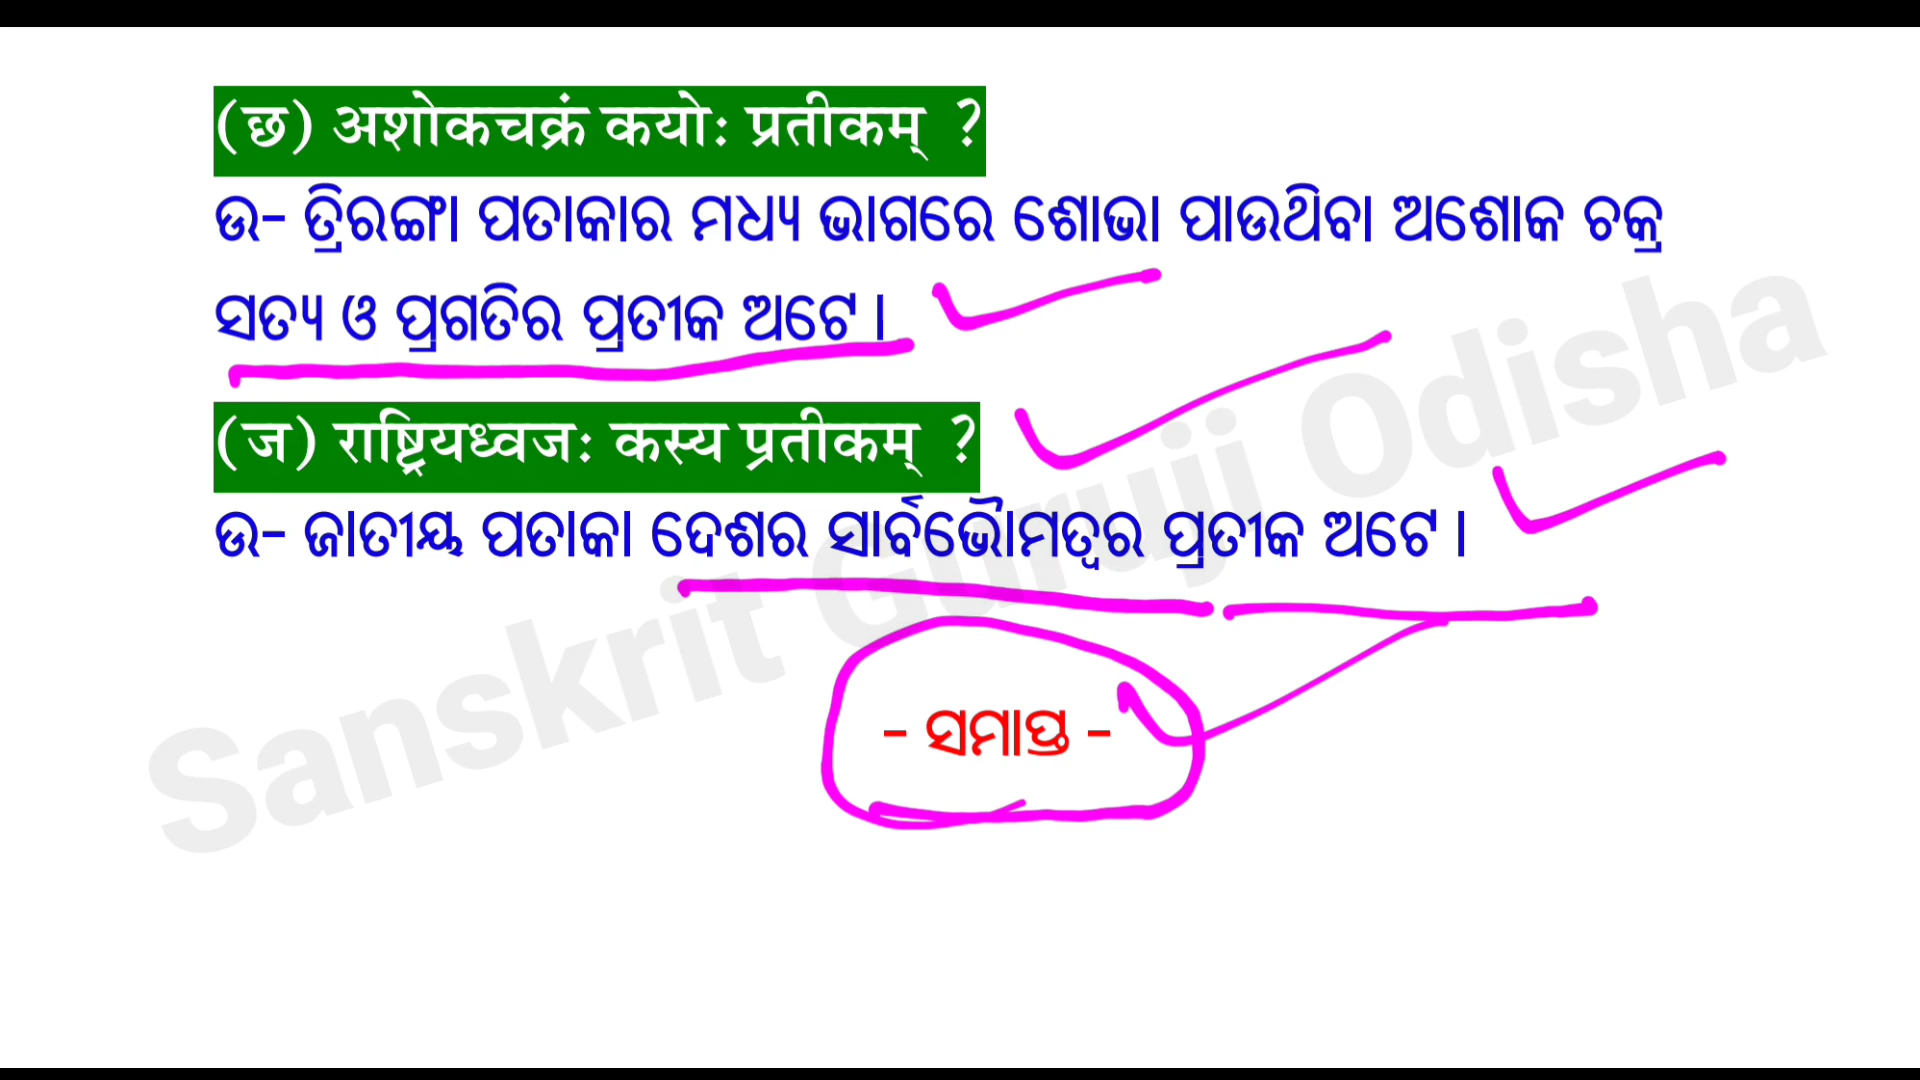 (छ) अशोकचक्रं कयोः प्रतीकम् ?
ଉ- ତ୍ରିରଙ୍ଗା ପତାକାର ମଧ୍ୟ ଭାଗରେ ଶୋଭା ପାଉଥିବା ଅଶୋକ ଚକ୍ର
ସତ୍ୟ ଓ ପ୍ରଗତିର ପ୍ରତୀକ ଅଟେ ।
(ज) राष्ट्रियध्वजः कस्य प्रतीकम् ?
ଉ- ଜାତୀୟ ପତାକା ଦେଶର ସାର୍ବଭୌମତ୍ୱର ପ୍ରତୀକ ଅଟେ ।
- ସମାପ୍ତ -
Sanskrit Guruji Odisha